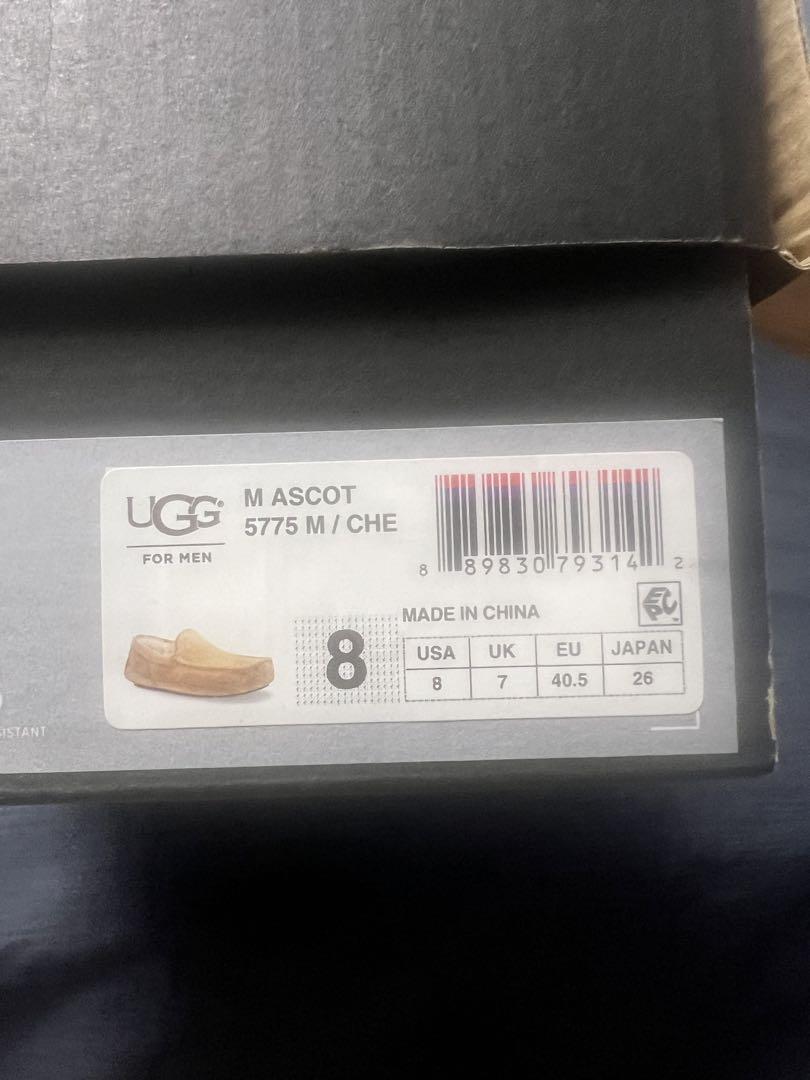 UGG®
FOR MEN
M ASCOT
5775 M / CHE
8 89830 79314 2
MADE IN CHINA
8
USA UK EU JAPAN
8 7 40.5 26
ISTANT